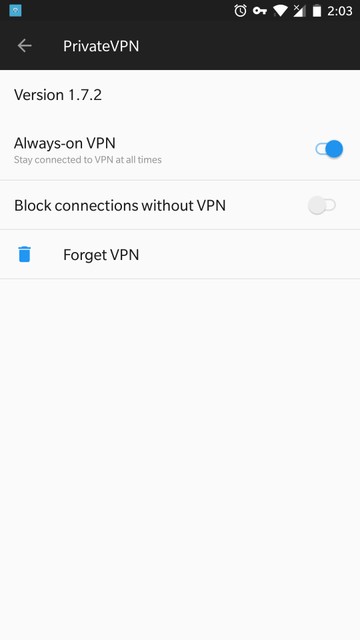 2:03
PrivateVPN
Version 1.7.2
Always-on VPN
Stay connected to VPN at all times
Block connections without VPN
Forget VPN